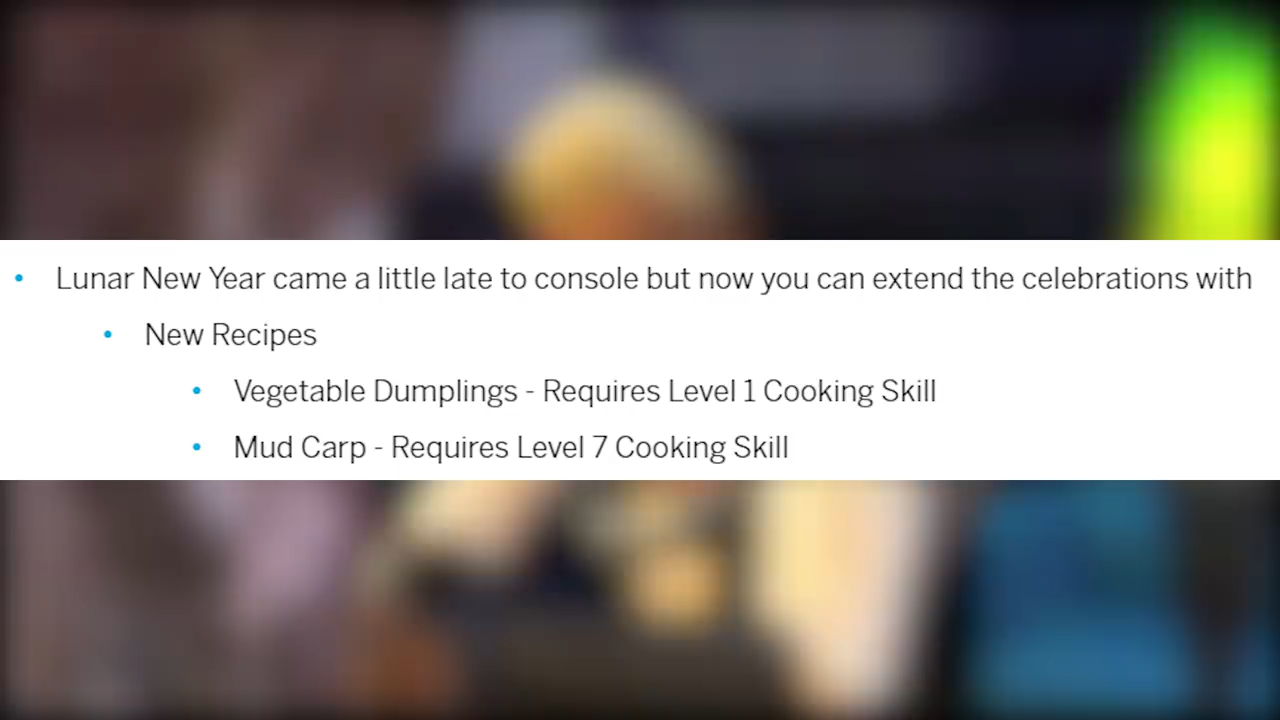 • Lunar New Year came a little late to console but now you can extend the celebrations with
• New Recipes
• Vegetable Dumplings - Requires Level 1 Cooking Skill
• Mud Carp - Requires Level 7 Cooking Skill